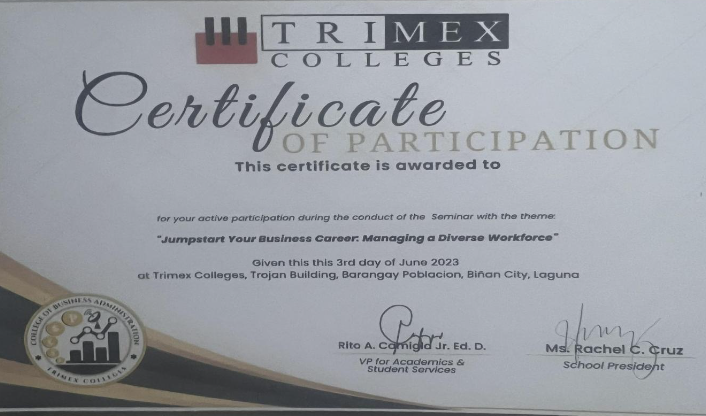 TRIMEX
COLLEGES
Certificate
OF PARTICIPATION
This certificate is awarded to
for your active participation during the conduct of the Seminar with the theme:
"Jumpstart Your Business Career: Managing a Diverse Workforce"
Given this this 3rd day of June 2023
at Trimex Colleges, Trojan Building, Barangay Poblacion, Biñan City, Laguna
Rito A. Camigla Jr. Ed. D.
VP for Academics &
Student Services
Ms. Rachel C. Cruz
School President
COLLEGE OF BUSINESS ADMINISTRATION
TRIMEX COLLEGES